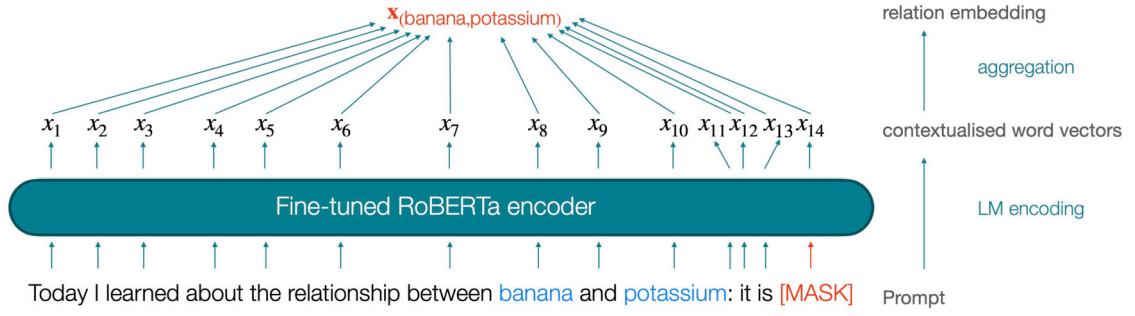 x(banana,potassium)
relation embedding
aggregation
x1 x2 x3 x4 x5 x6 x7 x8 x9 x10 x11 x12 x13 x14
contextualised word vectors
Fine-tuned RoBERTa encoder
LM encoding
Today I learned about the relationship between banana and potassium: it is [MASK]
Prompt